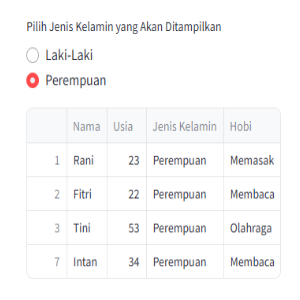 Pilih Jenis Kelamin yang Akan Ditampilkan
Laki-Laki
Perempuan
Nama Usia Jenis Kelamin Hobi
1 Rani 23 Perempuan Memasak
2 Fitri 22 Perempuan Membaca
3 Tini 53 Perempuan Olahraga
7 Intan 34 Perempuan Membaca